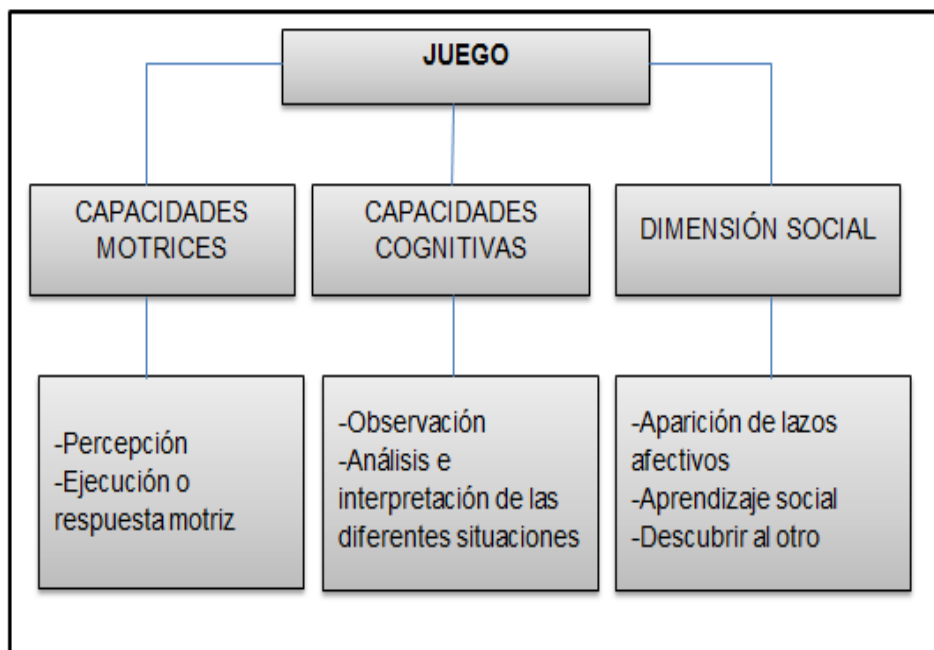 JUEGO
CAPACIDADES
MOTRICES
CAPACIDADES
COGNITIVAS
DIMENSIÓN SOCIAL
-Percepción
-Ejecución o
respuesta motriz
-Observación
-Análisis e
interpretación de las
diferentes situaciones
-Aparición de lazos
afectivos
-Aprendizaje social
-Descubrir al otro